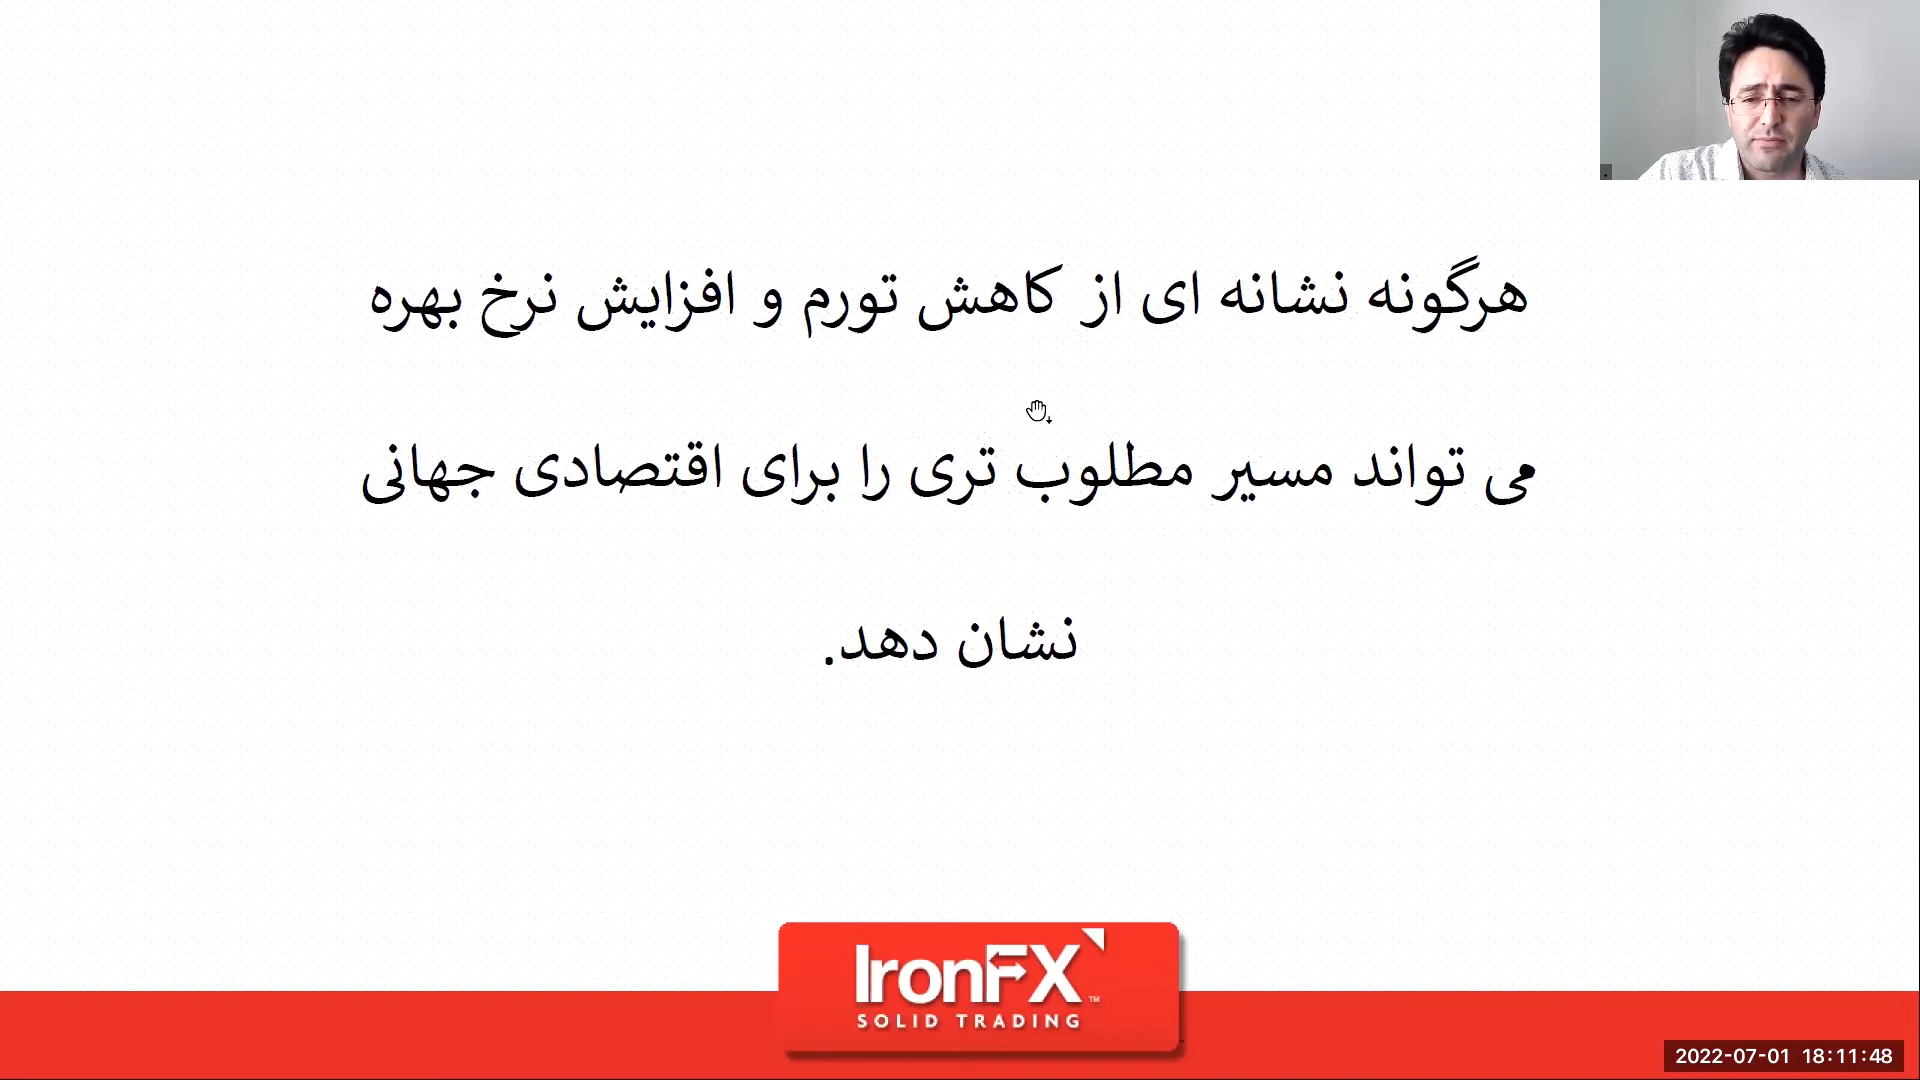 هرگونه نشانه ای از کاهش تورم و افزایش نرخ بهره
می تواند مسیر مطلوب تری را برای اقتصادی جهانی
نشان دهد.
IronFX™
SOLID TRADING
2022-07-01 18:11:48